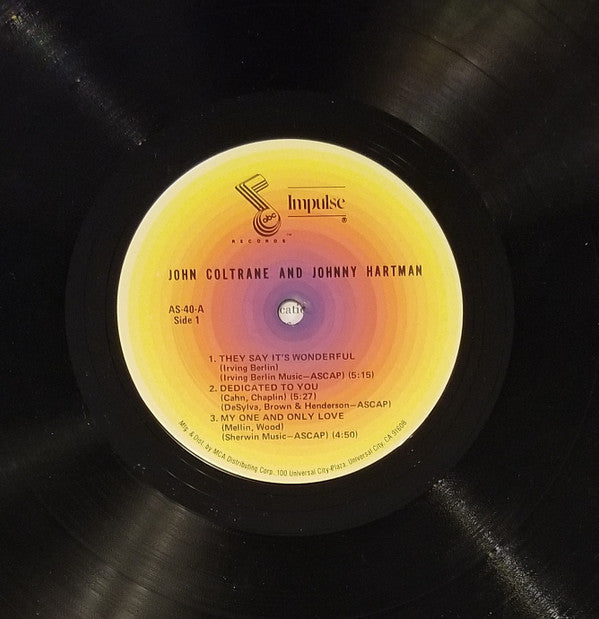 abc
Impulse
®
RECORDS™
JOHN COLTRANE AND JOHNNY HARTMAN
AS-40-A
Side 1
catic
1. THEY SAY IT'S WONDERFUL
(Irving Berlin)
(Irving Berlin Music—ASCAP) (5:15)
2. DEDICATED TO YOU
(Cahn, Chaplin) (5:27)
(DeSylva, Brown & Henderson—ASCAP)
3. MY ONE AND ONLY LOVE
(Mellin, Wood)
(Sherwin Music—ASCAP) (4:50)
Mfg. & Dist. by MCA Distributing Corp., 100 Universal City Plaza, Universal City, CA 91608